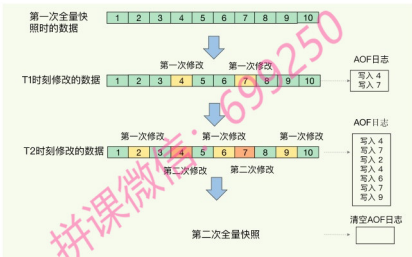 第一次全量快
照时的数据
1 2 3 4 5 6 7 8 9 10
第一次修改 第一次修改
AOF日志
T1时刻修改的数据
1 2 3 4 5 6 7 8 9 10
写入 4
写入 7
第一次修改 第一次修改 第一次修改
AOF日志
T2时刻修改的数据
1 2 3 4 5 6 7 8 9 10
写入 4
写入 7
写入 2
写入 4
写入 6
写入 7
写入 9
第二次修改 第二次修改
清空AOF日志
第二次全量快照
拼课微信：699250